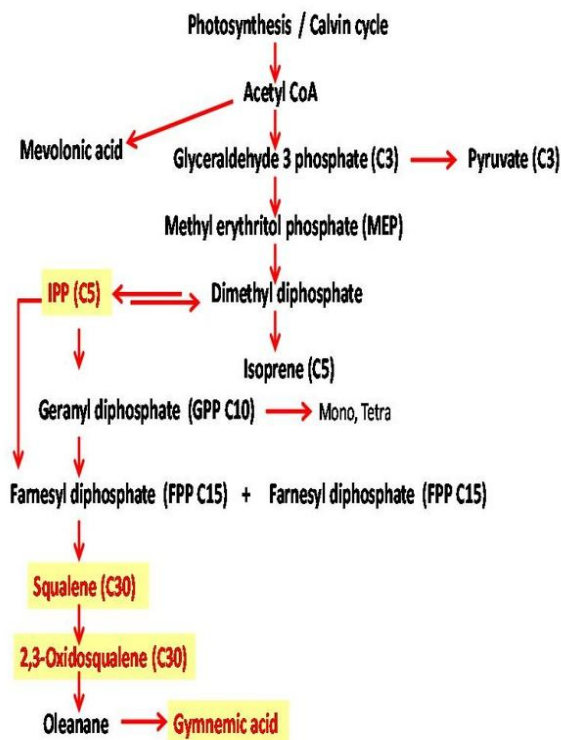 Photosynthesis / Calvin cycle
Acetyl CoA
Mevolonic acid
Glyceraldehyde 3 phosphate (C3) Pyruvate (C3)
Methyl erythritol phosphate (MEP)
IPP (C5) Dimethyl diphosphate
Isoprene (C5)
Geranyl diphosphate (GPP C10) Mono, Tetra
Farnesyl diphosphate (FPP C15) + Farnesyl diphosphate (FPP C15)
Squalene (C30)
2,3-Oxidosqualene (C30)
Oleanane Gymnemic acid